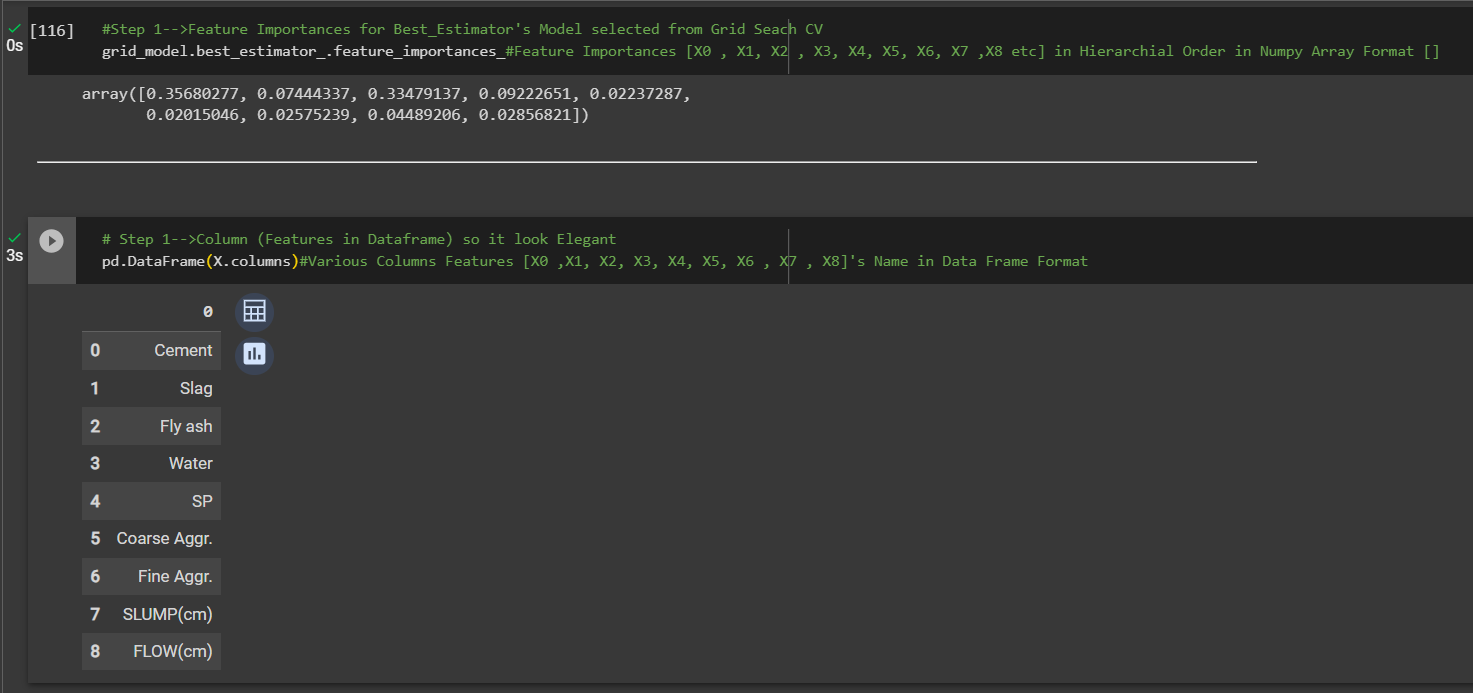 [116] #Step 1-->Feature Importances for Best_Estimator's Model selected from Grid Seach CV
0s grid_model.best_estimator_.feature_importances_#Feature Importances [X0 , X1, X2 , X3, X4, X5, X6, X7 ,X8 etc] in Hierarchial Order in Numpy Array Format []
array([0.35680277, 0.07444337, 0.33479137, 0.09222651, 0.02237287,
0.02015046, 0.02575239, 0.04489206, 0.02856821])
# Step 1-->Column (Features in Dataframe) so it look Elegant
3s pd.DataFrame(X.columns)#Various Columns Features [X0 ,X1, X2, X3, X4, X5, X6 , X7 , X8]'s Name in Data Frame Format
0
0 Cement
1 Slag
2 Fly ash
3 Water
4 SP
5 Coarse Aggr.
6 Fine Aggr.
7 SLUMP(cm)
8 FLOW(cm)